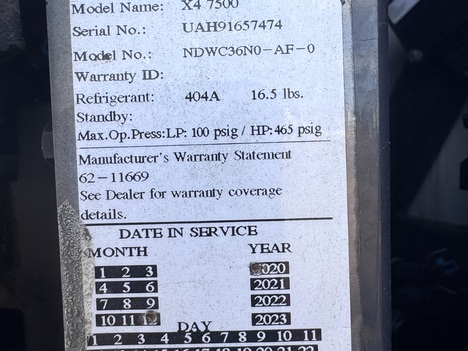 Model Name: X4 7500
Serial No.: UAH91657474
Model No.: NDWC36N0-AF-0
Warranty ID:
Refrigerant: 404A 16.5 lbs.
Standby:
Max.Op.Press:LP: 100 psig / HP:465 psig
Manufacturer's Warranty Statement
62-11669
See Dealer for warranty coverage
details.
DATE IN SERVICE
MONTH YEAR
1 2 3 2020
4 5 6 2021
7 8 9 2022
10 11 2023
DAY
1 2 3 4 5 6 7 8 9 10 11